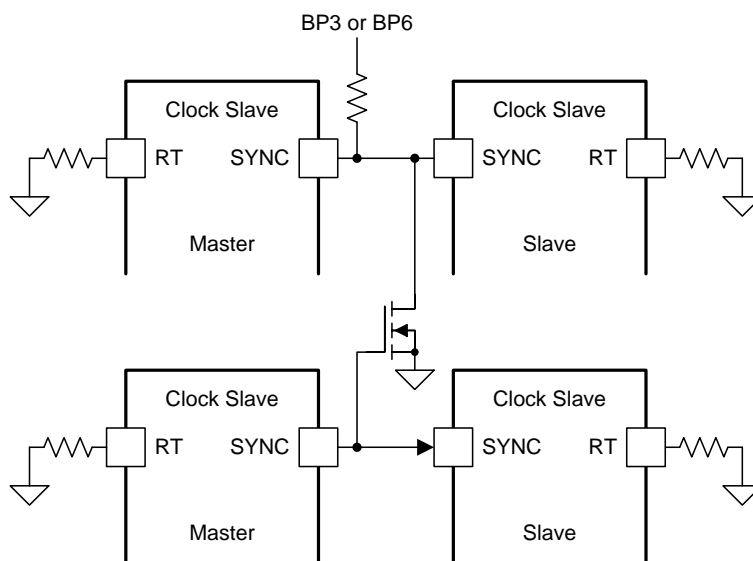 BP3 or BP6
Clock Slave
Clock Slave
RT SYNC
SYNC RT
Master
Slave
Clock Slave
Clock Slave
RT SYNC
SYNC RT
Master
Slave